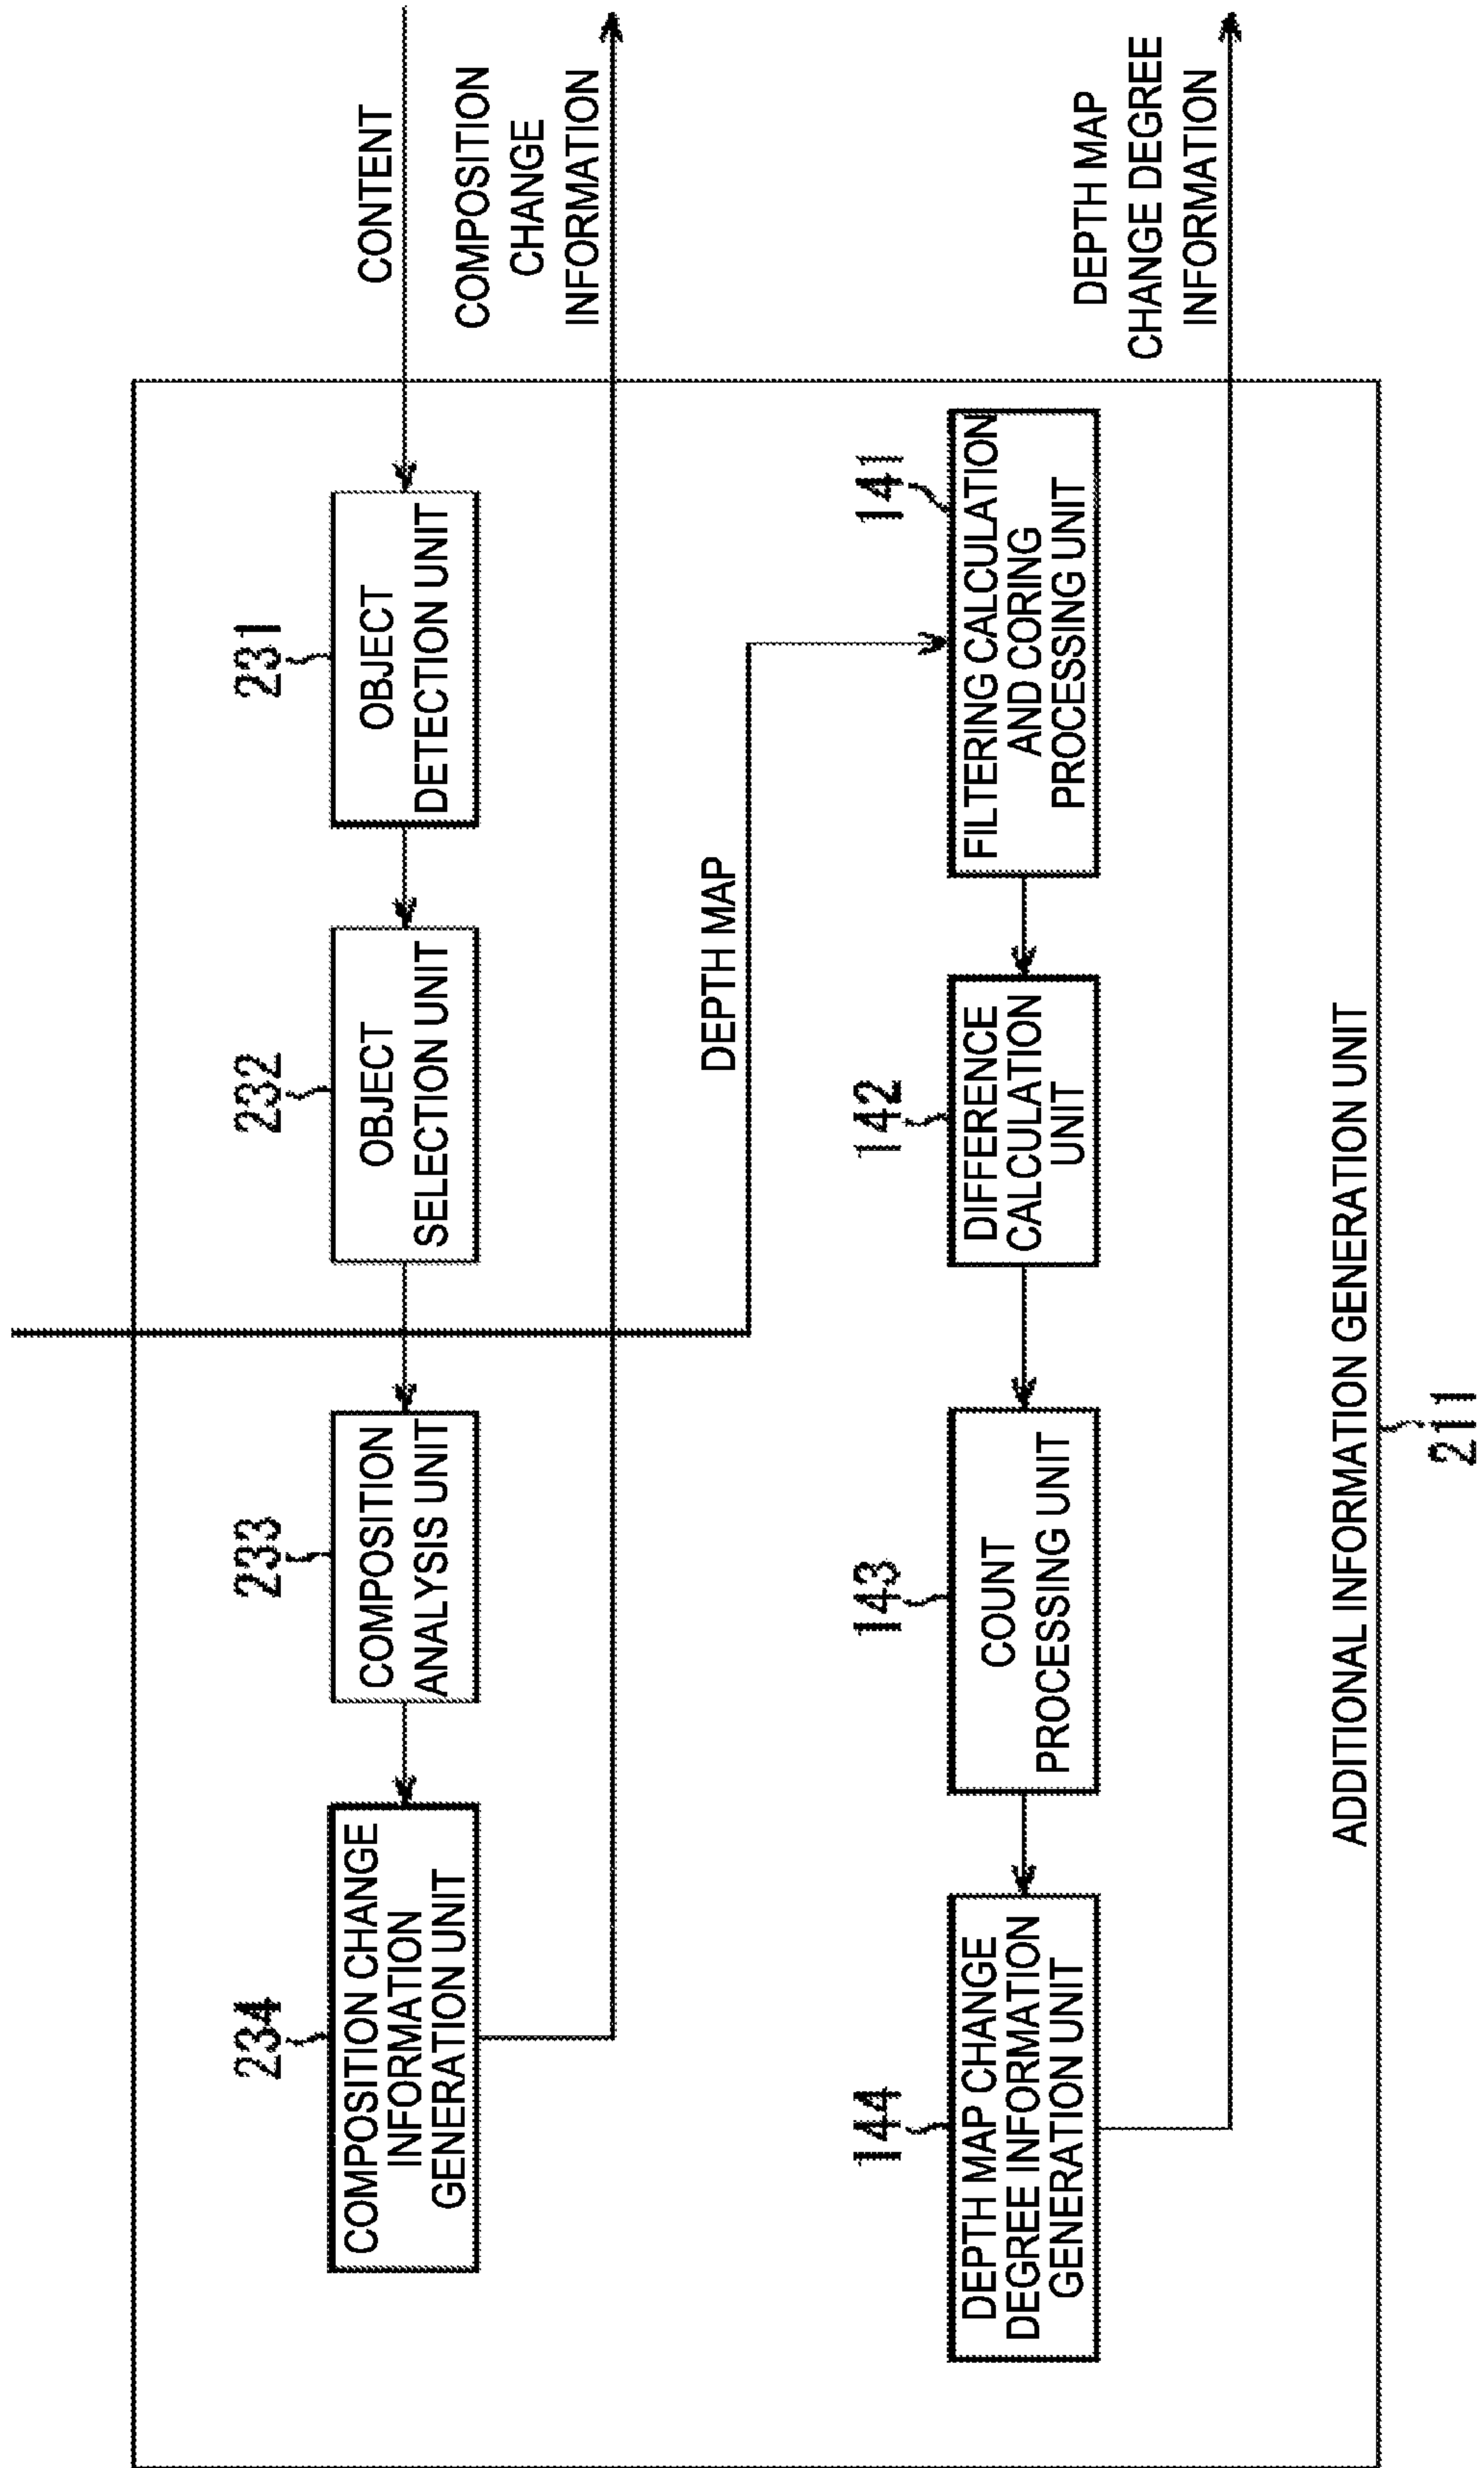 CONTENT
COMPOSITION
CHANGE
INFORMATION
231
OBJECT
DETECTION UNIT
232
OBJECT
SELECTION UNIT
233
COMPOSITION
ANALYSIS UNIT
234
COMPOSITION CHANGE
INFORMATION
GENERATION UNIT
DEPTH MAP
DEPTH MAP
CHANGE DEGREE
INFORMATION
141
FILTERING CALCULATION
AND CORING
PROCESSING UNIT
142
DIFFERENCE
CALCULATION
UNIT
143
COUNT
PROCESSING UNIT
144
DEPTH MAP CHANGE
DEGREE INFORMATION
GENERATION UNIT
ADDITIONAL INFORMATION GENERATION UNIT
211